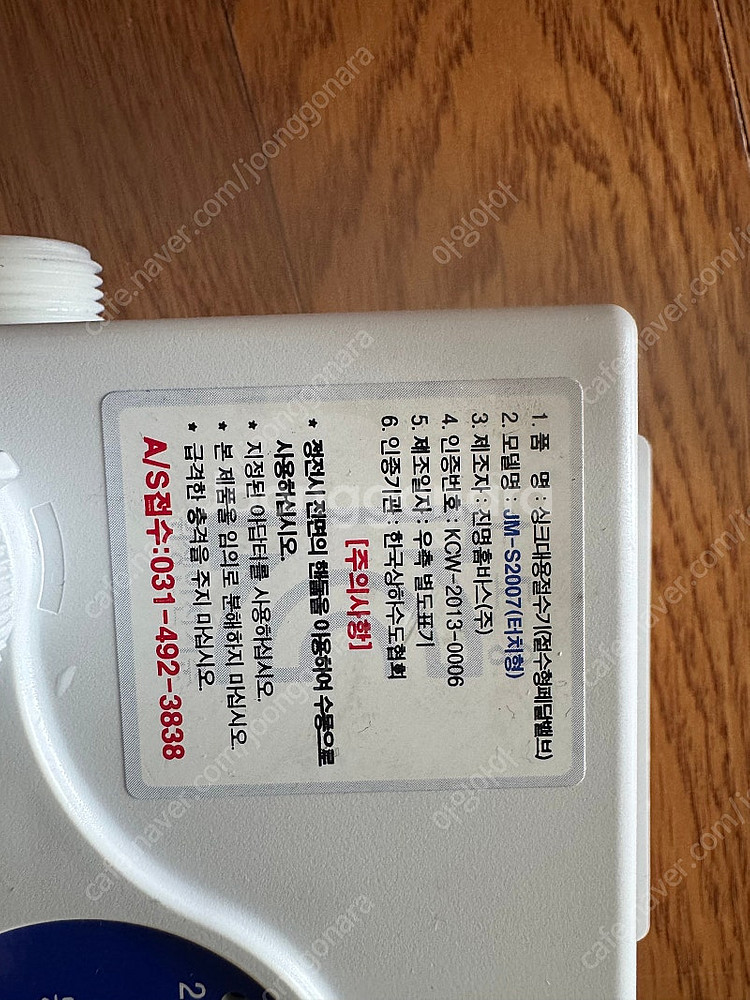 1. 품   명 : 싱크대용절수기(절수형페달밸브)
2. 모델명 : JM-S2007(터치형)
3. 제조자 : 진명홈바스(주)
4. 인증번호 : KCW-2013-0006
5. 제조일자 : 우측 별도표기
6. 인증기관 : 한국상하수도협회
[주의사항]
* 정전시 전면의 핸들을 이용하여 수동으로
사용하십시오.
* 지정된 아답터를 사용하십시오.
* 본 제품을 임의로 분해하지 마십시오.
* 급격한 충격을 주지 마십시오.
A/S접수:031-492-3838
2
cafe.naver.com/joonggonara
joonggonara